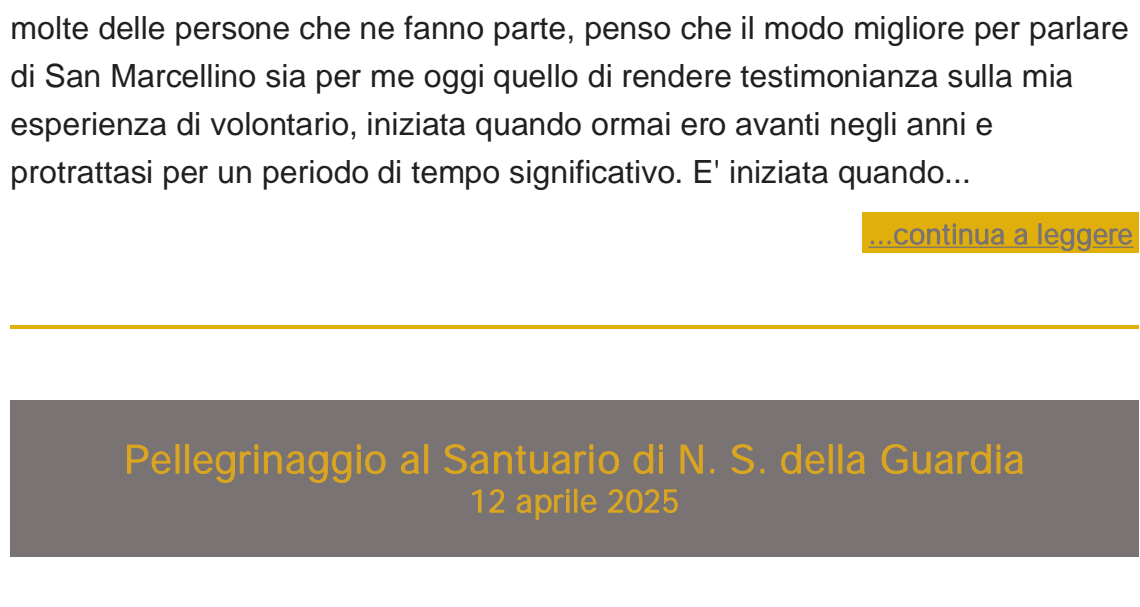 molte delle persone che ne fanno parte, penso che il modo migliore per parlare
di San Marcellino sia per me oggi quello di rendere testimonianza sulla mia
esperienza di volontario, iniziata quando ormai ero avanti negli anni e
protrattasi per un periodo di tempo significativo. E' iniziata quando...
...continua a leggere
Pellegrinaggio al Santuario di N. S. della Guardia
12 aprile 2025